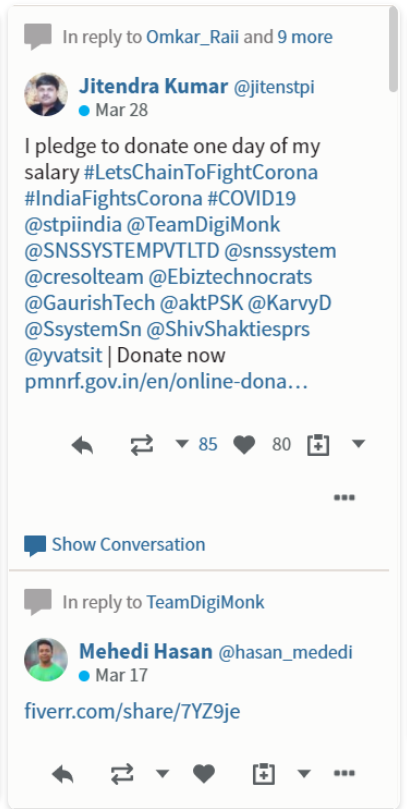 In reply to Omkar_Raii and 9 more
Jitendra Kumar @jitenstpi
Mar 28
I pledge to donate one day of my
salary #LetsChainToFightCorona
#IndiaFightsCorona #COVID19
@stpiindia @TeamDigiMonk
@SNSSYSTEMPVTLTD @snssystem
@cresolteam @Ebiztechnocrats
@GaurishTech @aktPSK @KarvyD
@SsystemSn @ShivShaktiesprs
@yvatsit | Donate now
pmnrf.gov.in/en/online-dona...
85 80
Show Conversation
In reply to TeamDigiMonk
Mehedi Hasan @hasan_mededi
Mar 17
fiverr.com/share/7YZ9je